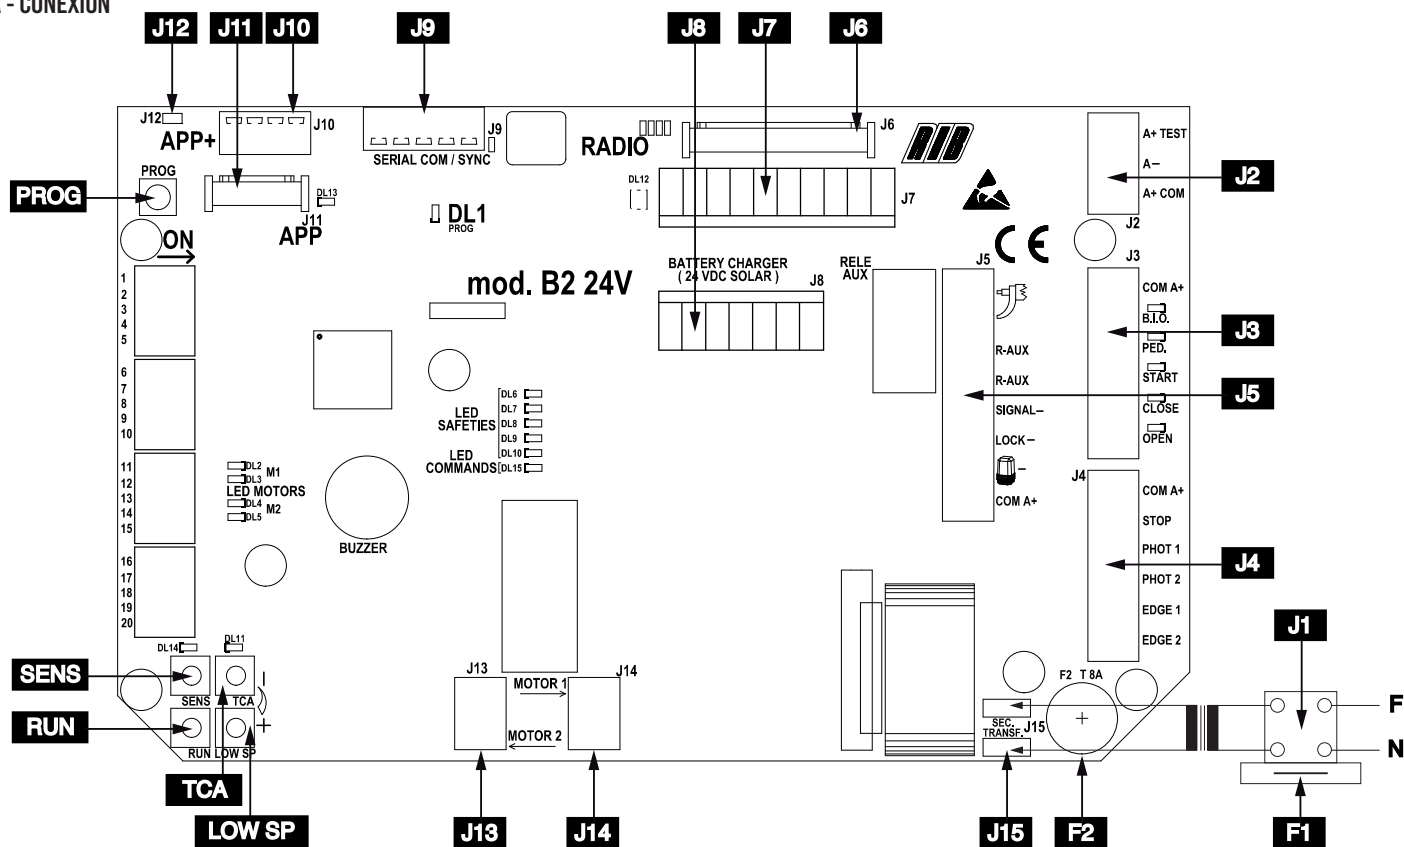 A - CONEXIÓN
J12
J11
J10
J9
J8
J7
J6
J12
APP+
J10
J9
SERIAL COM / SYNC
RADIO
J6
RIB
A+ TEST
A–
A+ COM
J2
J2
PROG
PROG
DL13
J11
APP
DL1
PROG
DL12
J7
CE
ON
1
2
3
4
5
mod. B2 24V
BATTERY CHARGER
( 24 VDC SOLAR )
J8
RELE
AUX
J5
R-AUX
R-AUX
SIGNAL–
LOCK–
–
COM A+
J5
J3
COM A+
B.I.O.
PED.
START
CLOSE
OPEN
J3
6
7
8
9
10
DL6
DL7
DL8
DL9
DL10
DL15
LED
SAFETIES
LED
COMMANDS
11
12
13
14
15
DL2
DL3
M1
LED MOTORS
DL4
DL5
M2
BUZZER
J4
COM A+
STOP
PHOT 1
PHOT 2
EDGE 1
EDGE 2
J4
16
17
18
19
20
DL14
DL11
SENS
SENS
TCA
–
RUN
RUN
LOW SP
+
TCA
LOW SP
J13
MOTOR 1
J14
MOTOR 2
J13
J14
F2 T 8A
SEC.
TRANSF.
J15
J15
F2
J1
F
N
F1